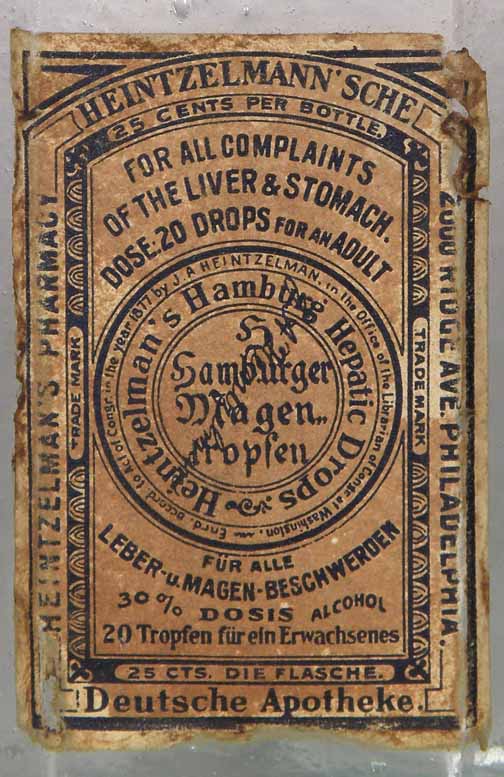 HEINTZELMANN'SCHE
25 CENTS PER BOTTLE.
FOR ALL COMPLAINTS
OF THE LIVER & STOMACH.
DOSE: 20 DROPS FOR AN ADULT
HEINTZELMAN'S PHARMACY
TRADE MARK
Entd. accord. to Act of Congr. in the Year 1877 by J. A HEINTZELMAN, in the Office of the Librarian of Congr. at Washington.
Heintzelman's Hamburg Hepatic Drops
H
Hamburger
Magen..
tropfen
TRADE MARK
RIDGE AVE. PHILADELPHIA.
FÜR ALLE
LEBER-u. MAGEN-BESCHWERDEN
30 % DOSIS ALCOHOL
20 Tropfen für ein Erwachsenes
25 CTS. DIE FLASCHE.
Deutsche Apotheke.